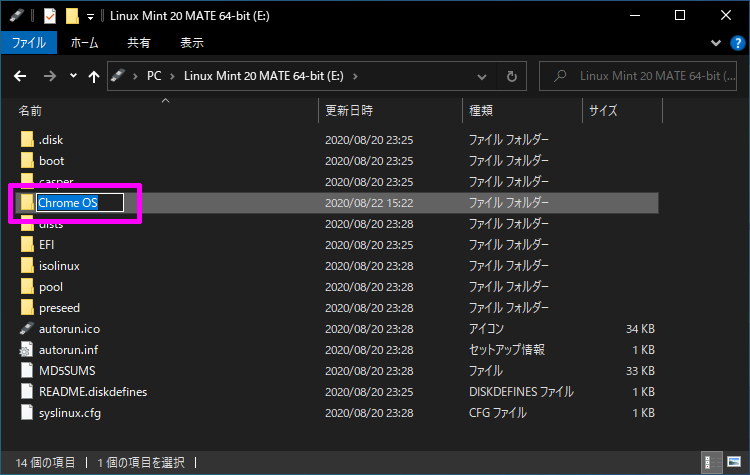 Linux Mint 20 MATE 64-bit (E:)
ファイル ホーム 共有 表示
PC Linux Mint 20 MATE 64-bit (E:) Linux Mint 20 MATE 64-bit (...
名前 更新日時 種類 サイズ
.disk 2020/08/20 23:25 ファイル フォルダー
boot 2020/08/20 23:25 ファイル フォルダー
casper 2020/08/20 23:25 ファイル フォルダー
Chrome OS 2020/08/22 15:22 ファイル フォルダー
dists 2020/08/20 23:25 ファイル フォルダー
EFI 2020/08/20 23:25 ファイル フォルダー
isolinux 2020/08/20 23:28 ファイル フォルダー
pool 2020/08/20 23:28 ファイル フォルダー
preseed 2020/08/20 23:28 ファイル フォルダー
autorun.ico 2020/08/20 23:28 アイコン 34 KB
autorun.inf 2020/08/20 23:28 セットアップ情報 1 KB
MD5SUMS 2020/08/20 23:28 ファイル 33 KB
README.diskdefines 2020/08/20 23:25 DISKDEFINES ファイル 1 KB
syslinux.cfg 2020/08/20 23:28 CFG ファイル 1 KB
14 個の項目 1 個の項目を選択